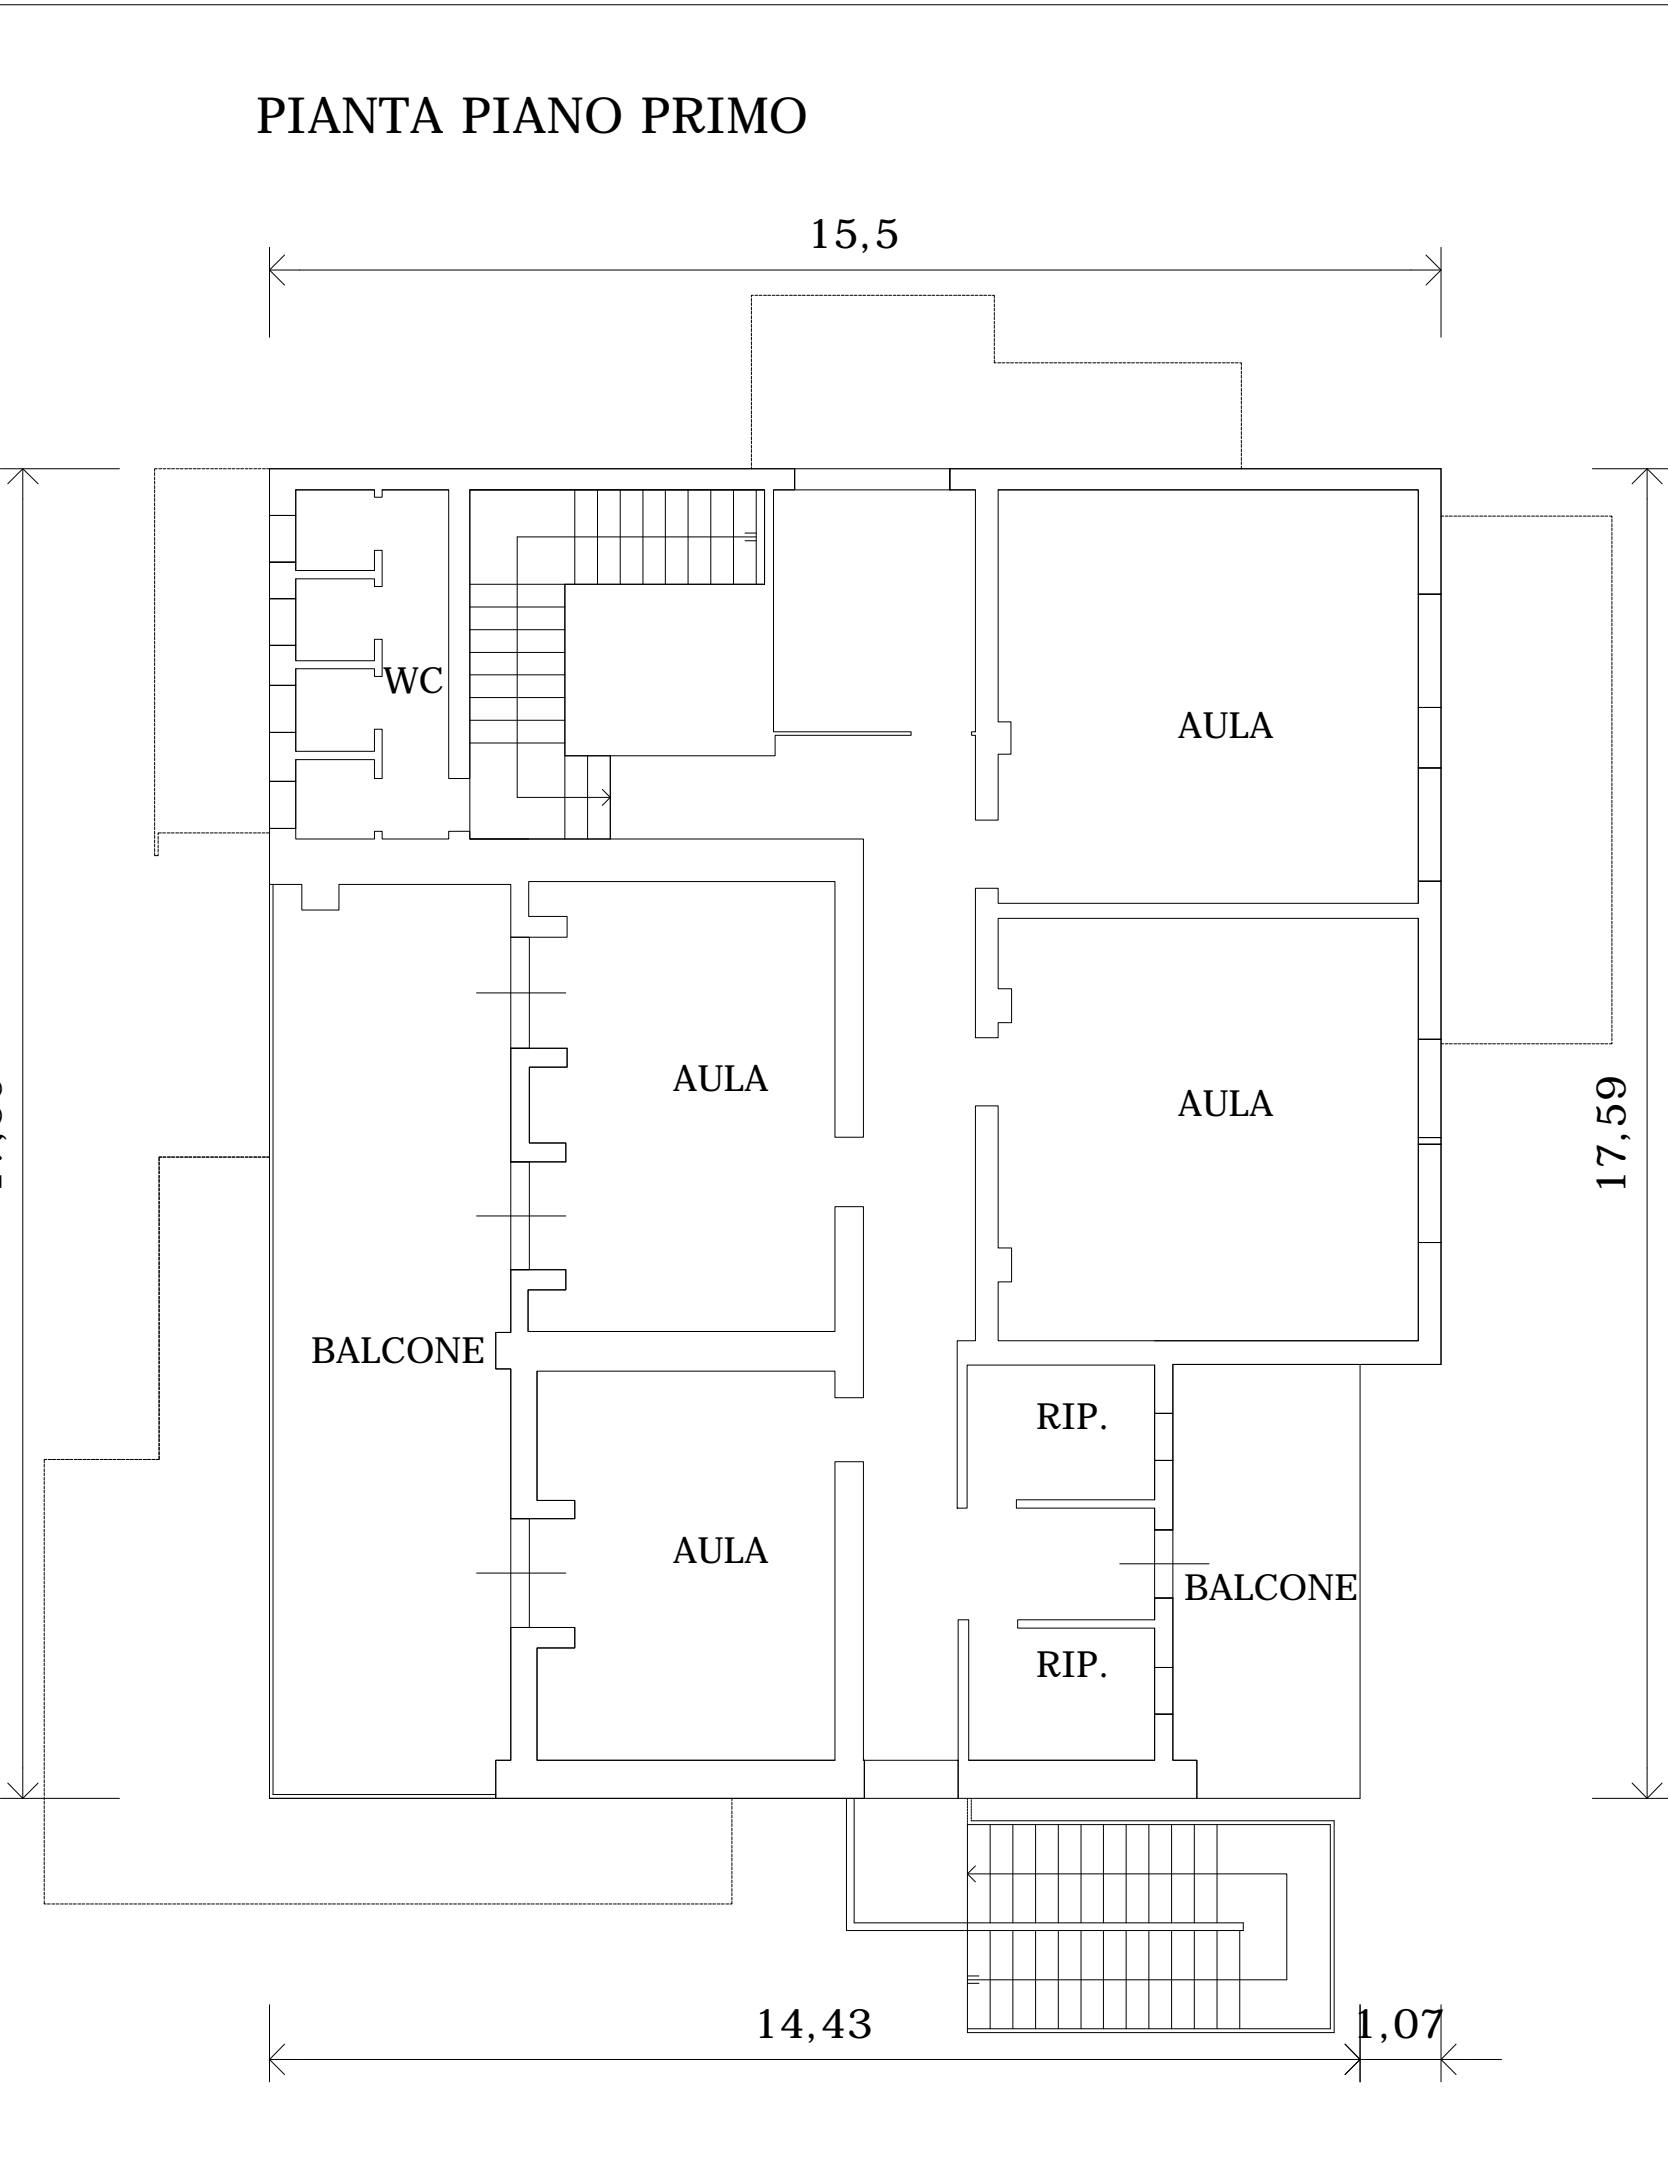 PIANTA PIANO PRIMO
15,5
WC
AULA
AULA
AULA
17,59
BALCONE
RIP.
AULA
BALCONE
RIP.
14,43
1,07